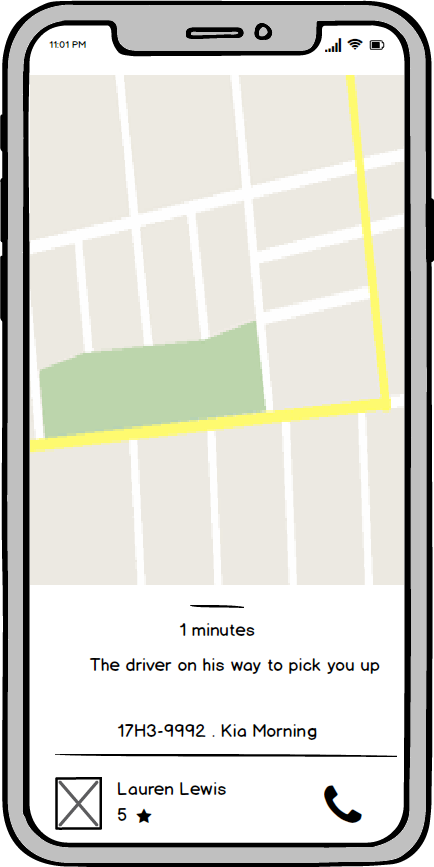 11:01 PM
1 minutes
The driver on his way to pick you up
17H3-9992 . Kia Morning
Lauren Lewis
5 ★